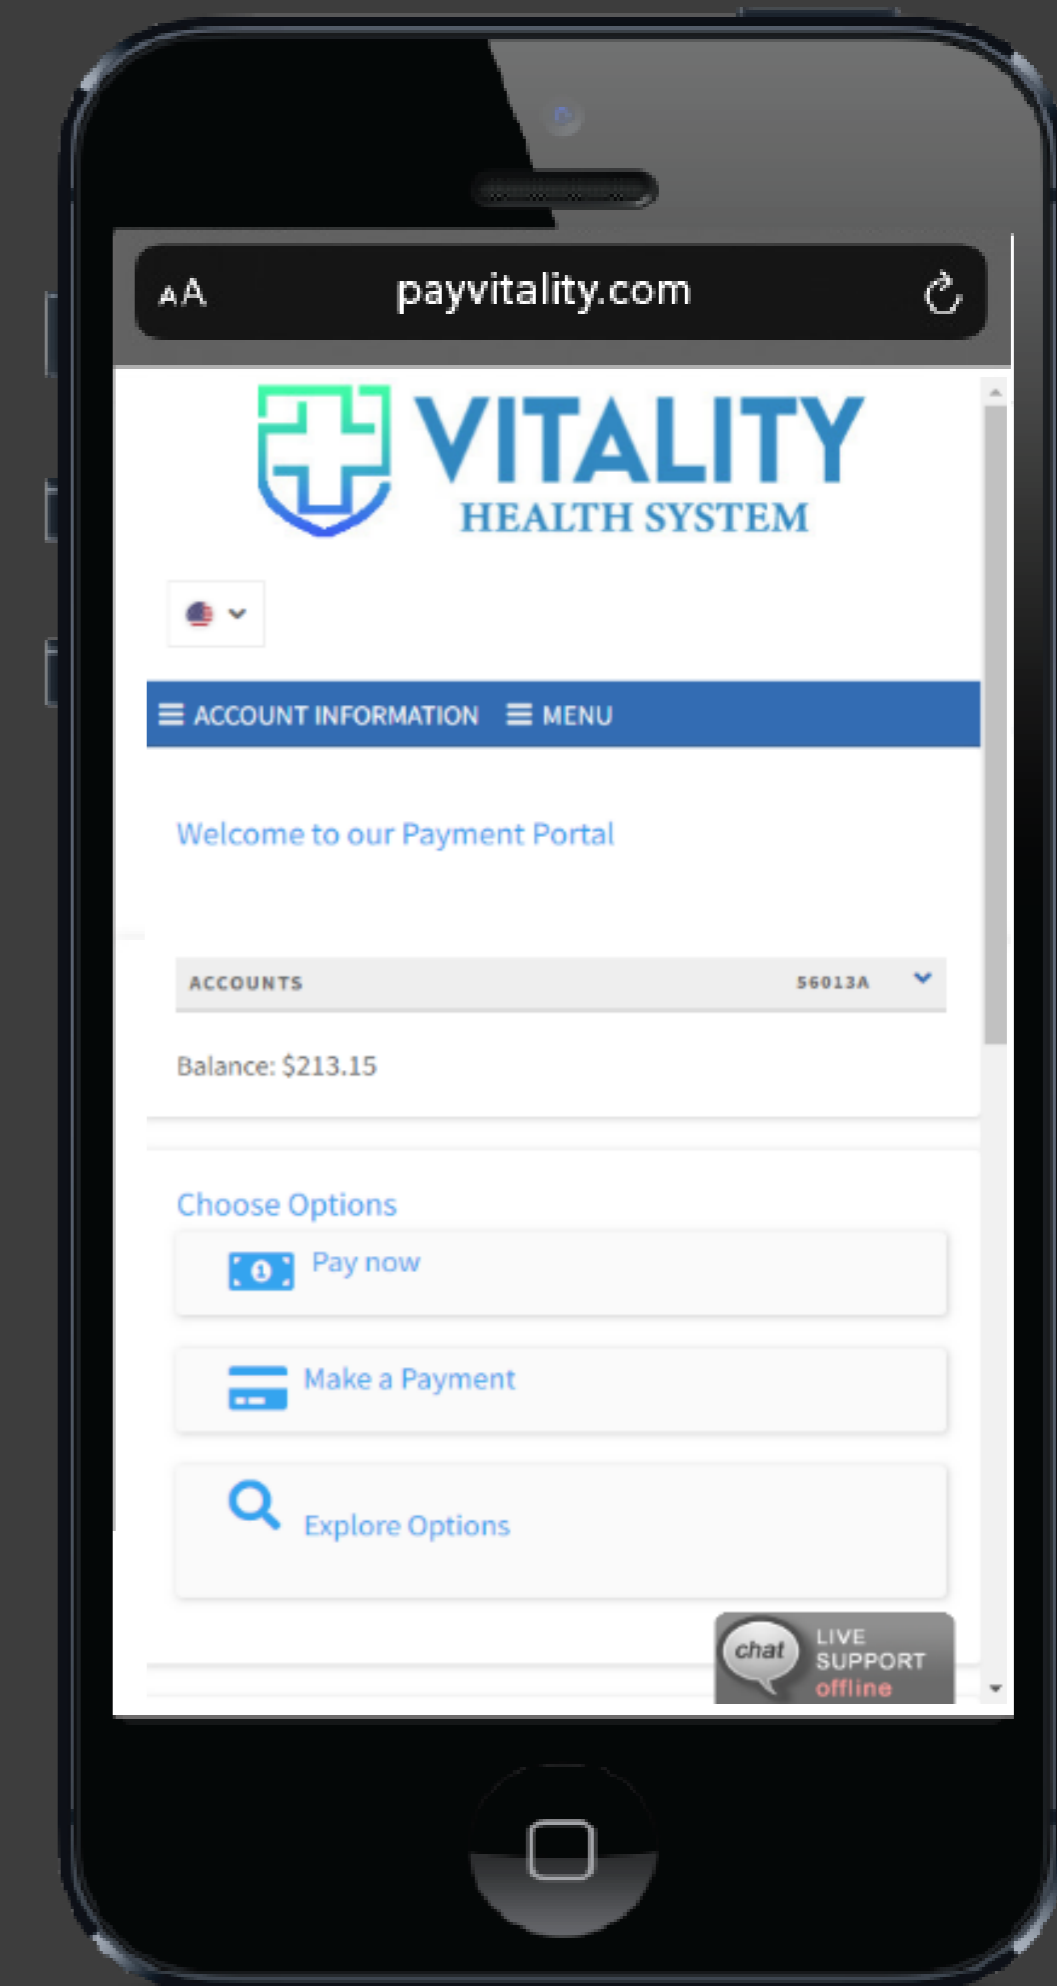 AA payvitality.com
VITALITY
HEALTH SYSTEM
ACCOUNT INFORMATION MENU
Welcome to our Payment Portal
ACCOUNTS 56013A
Balance: $213.15
Choose Options
1 Pay now
Make a Payment
Explore Options
chat LIVE
SUPPORT
offline